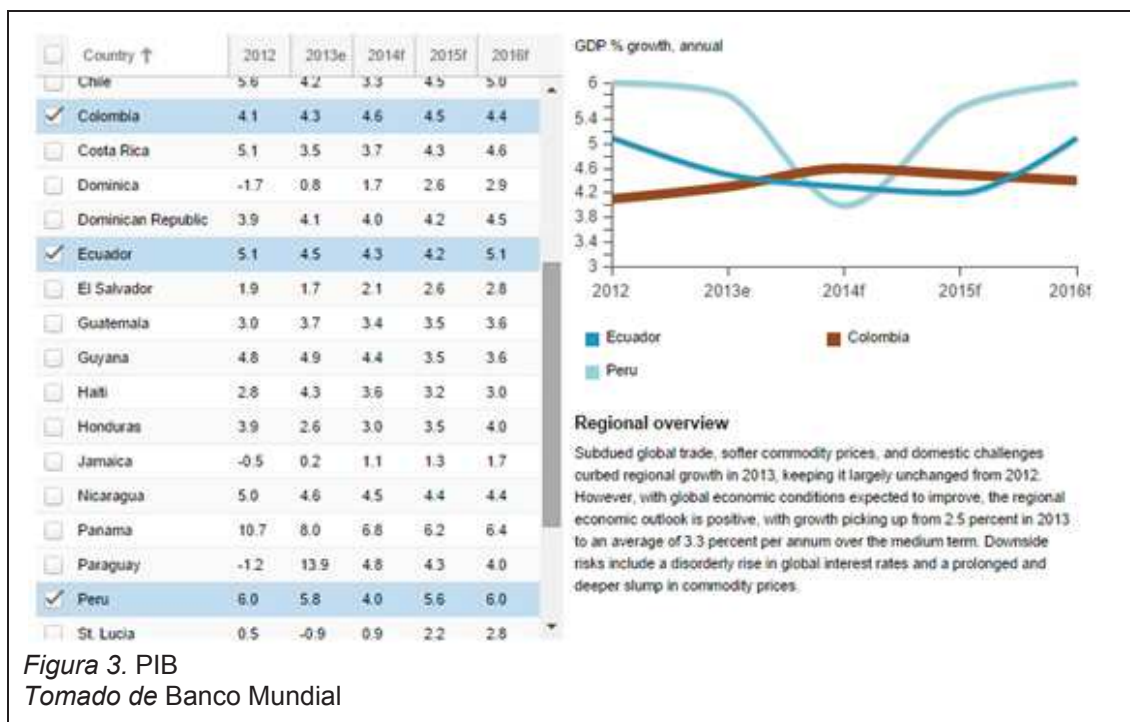 Country ↑ 2012 2013e 2014f 2015f 2016f
Chile 5.6 4.2 3.3 4.5 5.0
Colombia 4.1 4.3 4.6 4.5 4.4
Costa Rica 5.1 3.5 3.7 4.3 4.6
Dominica -1.7 0.8 1.7 2.6 2.9
Dominican Republic 3.9 4.1 4.0 4.2 4.5
Ecuador 5.1 4.5 4.3 4.2 5.1
El Salvador 1.9 1.7 2.1 2.6 2.8
Guatemala 3.0 3.7 3.4 3.5 3.6
Guyana 4.8 4.9 4.4 3.5 3.6
Haiti 2.8 4.3 3.6 3.2 3.0
Honduras 3.9 2.6 3.0 3.5 4.0
Jamaica -0.5 0.2 1.1 1.3 1.7
Nicaragua 5.0 4.6 4.5 4.4 4.4
Panama 10.7 8.0 6.8 6.2 6.4
Paraguay -1.2 13.9 4.8 4.3 4.0
Peru 6.0 5.8 4.0 5.6 6.0
St. Lucia 0.5 -0.9 0.9 2.2 2.8
GDP % growth, annual
6
5.4
5
4.6
4.2
3.8
3.4
3
2012 2013e 2014f 2015f 2016f
Ecuador Colombia
Peru
Regional overview
Subdued global trade, softer commodity prices, and domestic challenges
curbed regional growth in 2013, keeping it largely unchanged from 2012.
However, with global economic conditions expected to improve, the regional
economic outlook is positive, with growth picking up from 2.5 percent in 2013
to an average of 3.3 percent per annum over the medium term. Downside
risks include a disorderly rise in global interest rates and a prolonged and
deeper slump in commodity prices.
Figura 3. PIB
Tomado de Banco Mundial